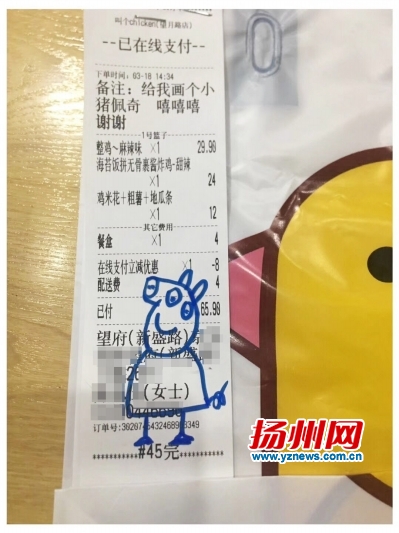 叫个chicken(望月路店)
--已在线支付--
下单时间: 03-18 14:34
备注: 给我画个小
猪佩奇 嘻嘻嘻
谢谢
1号篮子
整鸡~麻辣味 ×1 29.90
海苔饭拼无骨裹酱炸鸡-甜辣
×1 24
鸡米花+粗薯+地瓜条
×1 12
其它费用
餐盒 ×1 4
在线支付立减优惠 ×1 -8
配送费 4
已付 65.90
望府(新盛路)
(女士)
订单号:
#45完
扬州网
www.yznews.com.cn